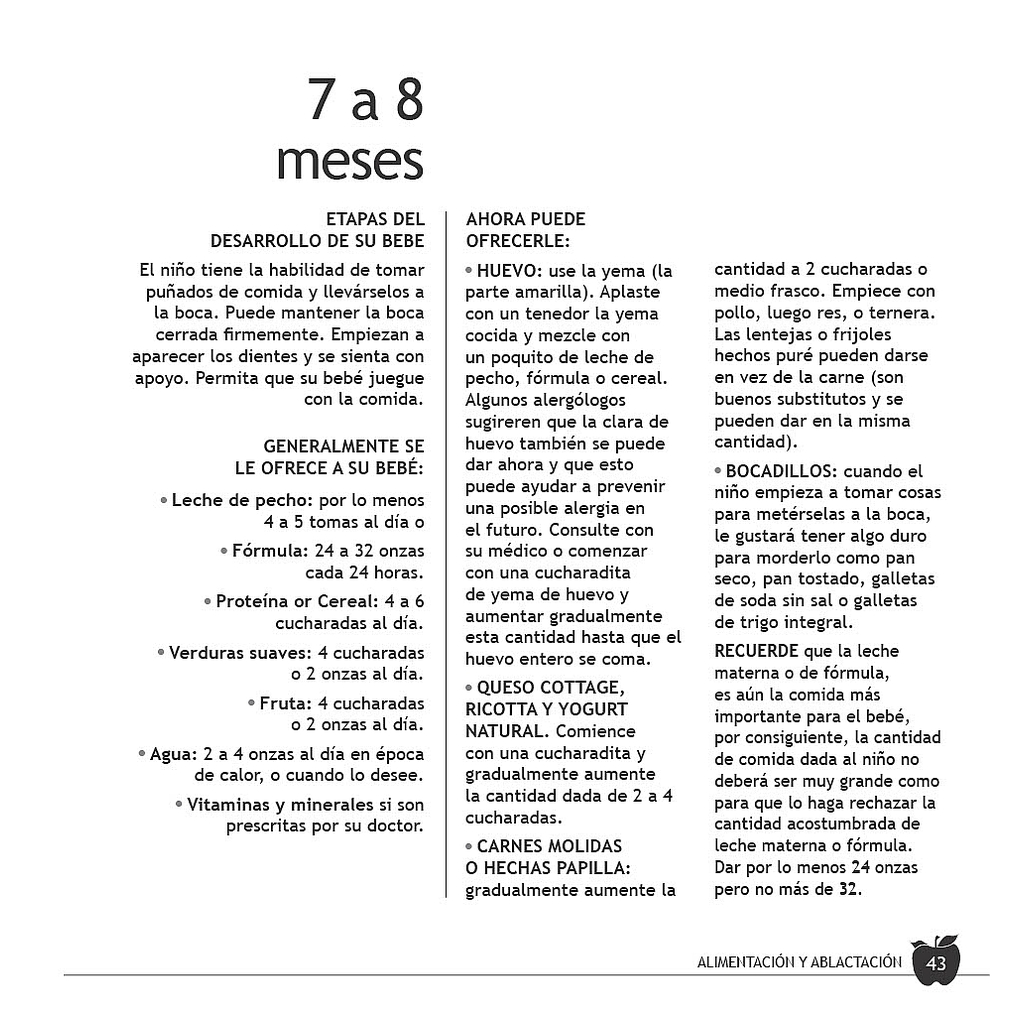 7 a 8
meses
ETAPAS DEL
DESARROLLO DE SU BEBE
El niño tiene la habilidad de tomar
puñados de comida y llevárselos a
la boca. Puede mantener la boca
cerrada firmemente. Empiezan a
aparecer los dientes y se sienta con
apoyo. Permita que su bebé juegue
con la comida.
GENERALMENTE SE
LE OFRECE A SU BEBÉ:
• Leche de pecho: por lo menos
4 a 5 tomas al día o
• Fórmula: 24 a 32 onzas
cada 24 horas.
• Proteína or Cereal: 4 a 6
cucharadas al día.
• Verduras suaves: 4 cucharadas
o 2 onzas al día.
• Fruta: 4 cucharadas
o 2 onzas al día.
• Agua: 2 a 4 onzas al día en época
de calor, o cuando lo desee.
• Vitaminas y minerales si son
prescritas por su doctor.
AHORA PUEDE
OFRECERLE:
• HUEVO: use la yema (la
parte amarilla). Aplaste
con un tenedor la yema
cocida y mezcle con
un poquito de leche de
pecho, fórmula o cereal.
Algunos alergólogos
sugireren que la clara de
huevo también se puede
dar ahora y que esto
puede ayudar a prevenir
una posible alergia en
el futuro. Consulte con
su médico o comenzar
con una cucharadita
de yema de huevo y
aumentar gradualmente
esta cantidad hasta que el
huevo entero se coma.
• QUESO COTTAGE,
RICOTTA Y YOGURT
NATURAL. Comience
con una cucharadita y
gradualmente aumente
la cantidad dada de 2 a 4
cucharadas.
• CARNES MOLIDAS
O HECHAS PAPILLA:
gradualmente aumente la
cantidad a 2 cucharadas o
medio frasco. Empiece con
pollo, luego res, o ternera.
Las lentejas o frijoles
hechos puré pueden darse
en vez de la carne (son
buenos substitutos y se
pueden dar en la misma
cantidad).
• BOCADILLOS: cuando el
niño empieza a tomar cosas
para metérselas a la boca,
le gustará tener algo duro
para morderlo como pan
seco, pan tostado, galletas
de soda sin sal o galletas
de trigo integral.
RECUERDE que la leche
materna o de fórmula,
es aún la comida más
importante para el bebé,
por consiguiente, la cantidad
de comida dada al niño no
deberá ser muy grande como
para que lo haga rechazar la
cantidad acostumbrada de
leche materna o fórmula.
Dar por lo menos 24 onzas
pero no más de 32.
ALIMENTACIÓN Y ABLACTACIÓN 43